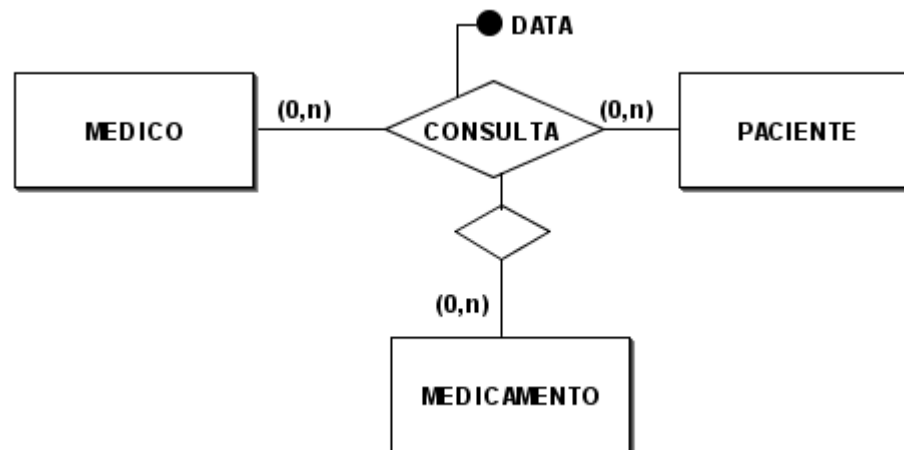 DATA
MEDICO
(0,n)
CONSULTA
(0,n)
PACIENTE
(0,n)
MEDICAMENTO